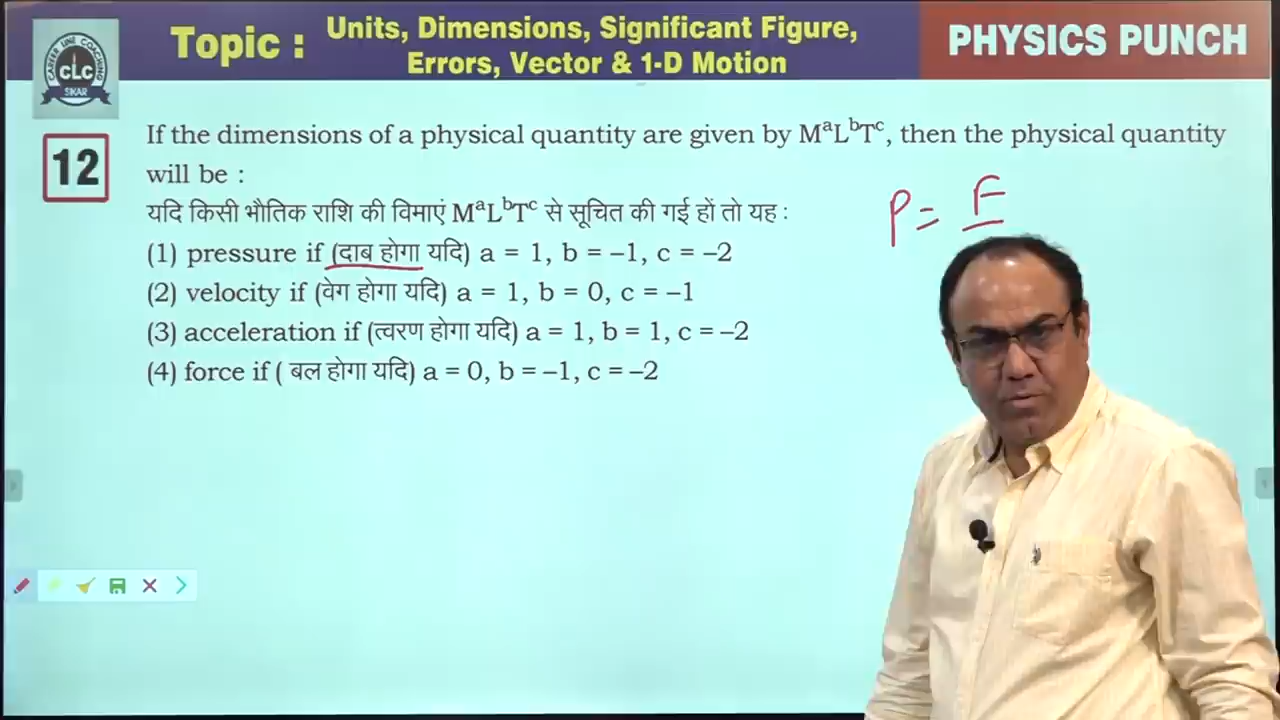 CAREER LINE COACHING
CLC
SIKAR
Topic :
Units, Dimensions, Significant Figure,
Errors, Vector & 1-D Motion
PHYSICS PUNCH
12
If the dimensions of a physical quantity are given by MᵃLᵇTᶜ, then the physical quantity
will be :
यदि किसी भौतिक राशि की विमाएं MᵃLᵇTᶜ से सूचित की गई हों तो यह :
(1) pressure if (दाब होगा यदि) a = 1, b = –1, c = –2
(2) velocity if (वेग होगा यदि) a = 1, b = 0, c = –1
(3) acceleration if (त्वरण होगा यदि) a = 1, b = 1, c = –2
(4) force if ( बल होगा यदि) a = 0, b = –1, c = –2
P = F